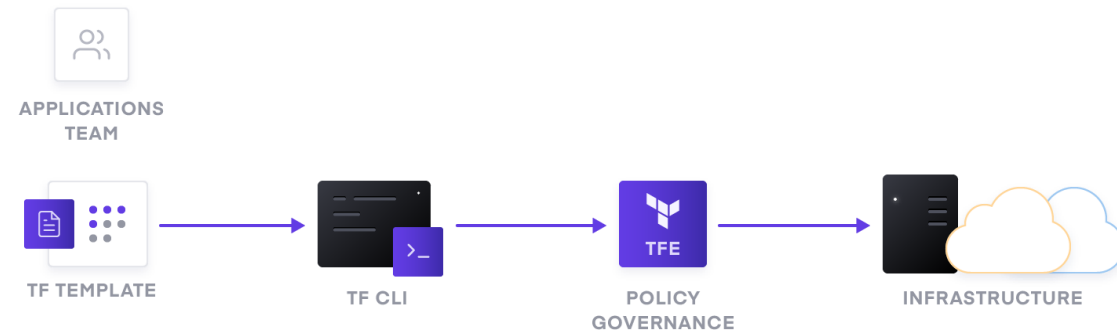 APPLICATIONS
TEAM
TF TEMPLATE
TF CLI
TFE
POLICY
GOVERNANCE
INFRASTRUCTURE